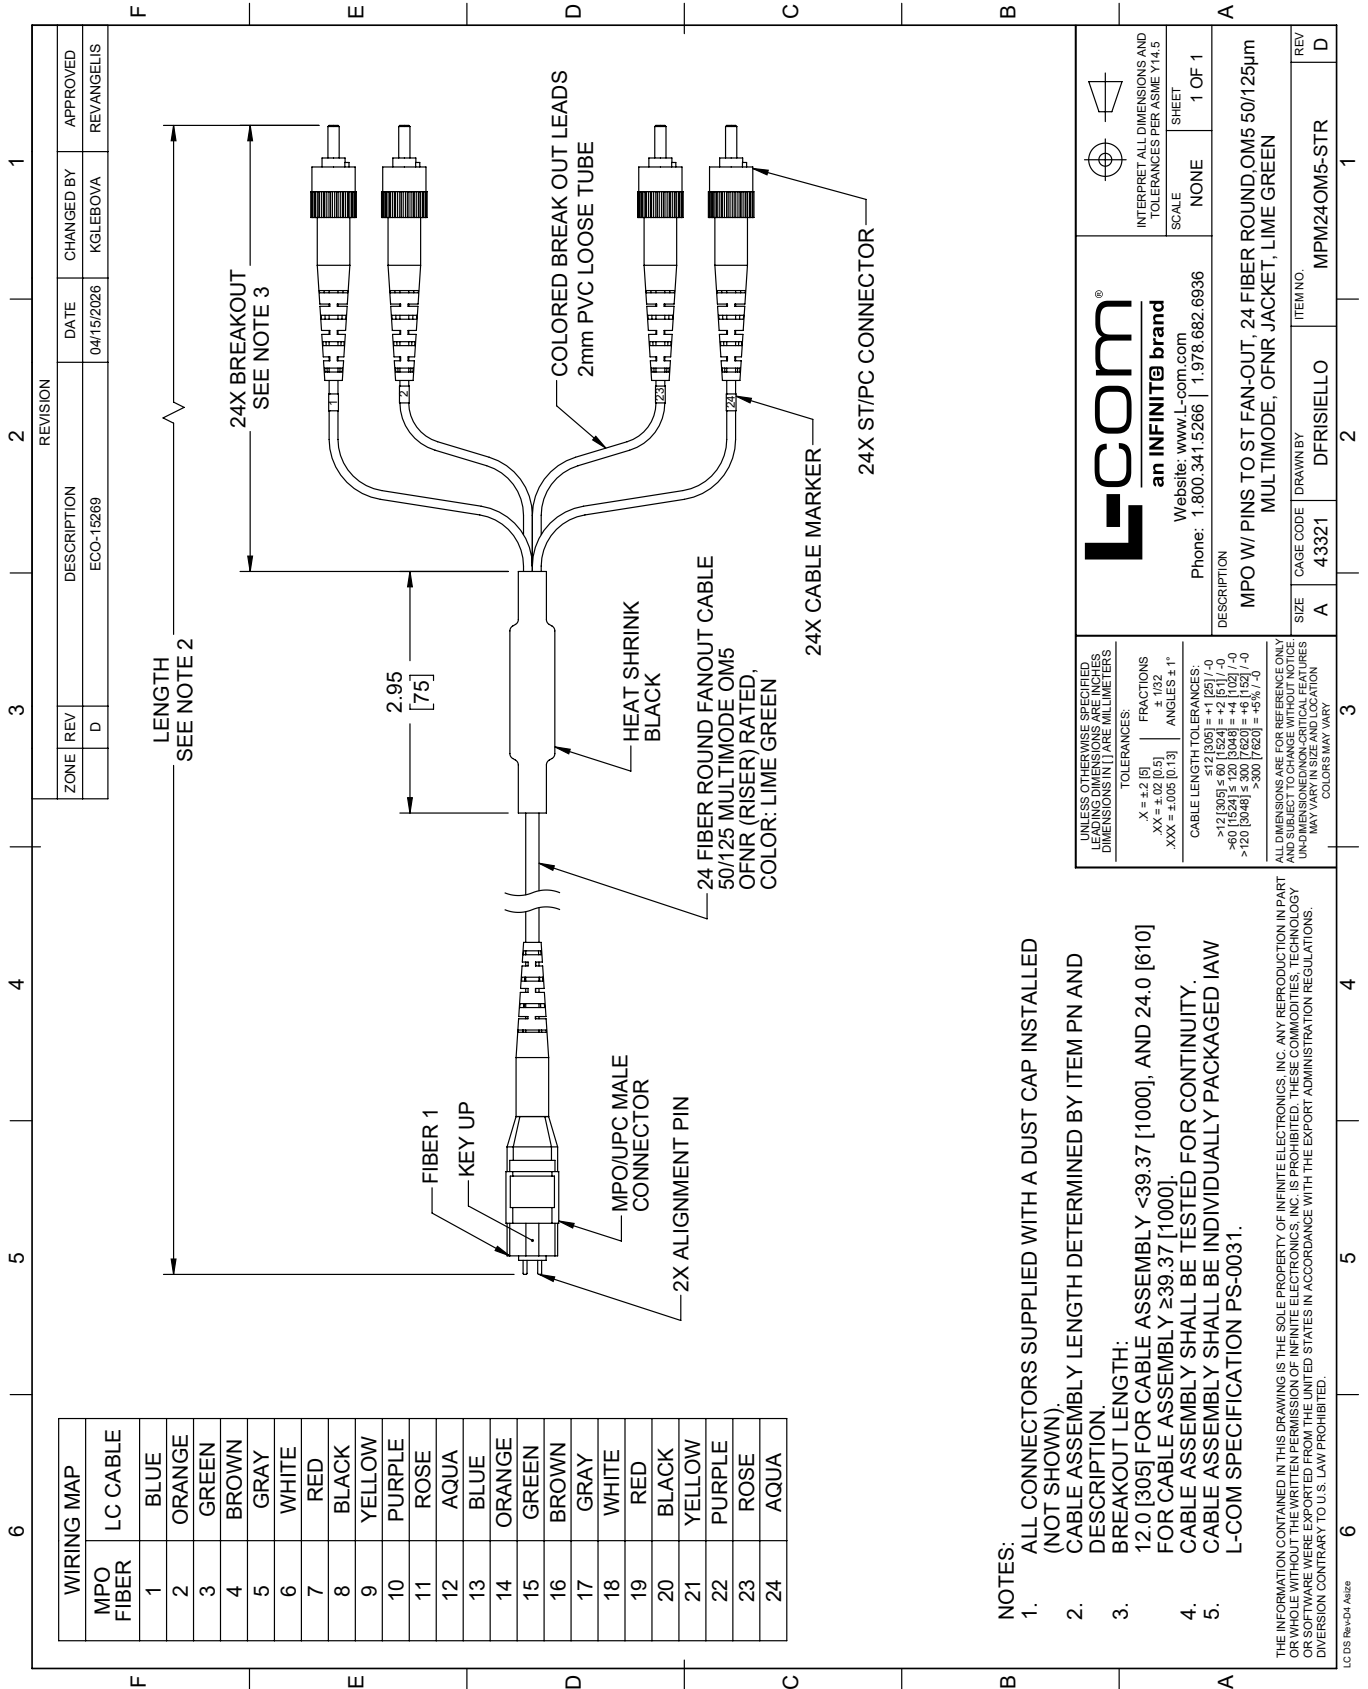 REVISION
ZONE REV DESCRIPTION DATE CHANGED BY APPROVED
D ECO-15269 04/15/2026 KGLEBOVA REVANGELIS
LENGTH
SEE NOTE 2
24X BREAKOUT
SEE NOTE 3
2.95
[75]
1
2
23
24
COLORED BREAK OUT LEADS
2mm PVC LOOSE TUBE
24X ST/PC CONNECTOR
24X CABLE MARKER
HEAT SHRINK
BLACK
24 FIBER ROUND FANOUT CABLE
50/125 MULTIMODE OM5
OFNR (RISER) RATED,
COLOR: LIME GREEN
FIBER 1
KEY UP
MPO/UPC MALE
CONNECTOR
2X ALIGNMENT PIN
WIRING MAP
MPO FIBER LC CABLE
1 BLUE
2 ORANGE
3 GREEN
4 BROWN
5 GRAY
6 WHITE
7 RED
8 BLACK
9 YELLOW
10 PURPLE
11 ROSE
12 AQUA
13 BLUE
14 ORANGE
15 GREEN
16 BROWN
17 GRAY
18 WHITE
19 RED
20 BLACK
21 YELLOW
22 PURPLE
23 ROSE
24 AQUA
NOTES:
1. ALL CONNECTORS SUPPLIED WITH A DUST CAP INSTALLED
(NOT SHOWN).
2. CABLE ASSEMBLY LENGTH DETERMINED BY ITEM PN AND
DESCRIPTION.
3. BREAKOUT LENGTH:
12.0 [305] FOR CABLE ASSEMBLY <39.37 [1000], AND 24.0 [610]
FOR CABLE ASSEMBLY ≥39.37 [1000].
4. CABLE ASSEMBLY SHALL BE TESTED FOR CONTINUITY.
5. CABLE ASSEMBLY SHALL BE INDIVIDUALLY PACKAGED IAW
L-COM SPECIFICATION PS-0031.
THE INFORMATION CONTAINED IN THIS DRAWING IS THE SOLE PROPERTY OF INFINITE ELECTRONICS, INC. ANY REPRODUCTION IN PART
OR WHOLE WITHOUT THE WRITTEN PERMISSION OF INFINITE ELECTRONICS, INC. IS PROHIBITED. THESE COMMODITIES, TECHNOLOGY
OR SOFTWARE WERE EXPORTED FROM THE UNITED STATES IN ACCORDANCE WITH THE EXPORT ADMINISTRATION REGULATIONS.
DIVERSION CONTRARY TO U.S. LAW PROHIBITED.
LC DS Rev-D4 Asize
UNLESS OTHERWISE SPECIFIED
LEADING DIMENSIONS ARE INCHES
DIMENSIONS IN [ ] ARE MILLIMETERS
TOLERANCES:
.X = ±.2 [5]
.XX = ±.02 [0.5]
.XXX = ±.005 [0.13]
FRACTIONS
± 1/32
ANGLES ± 1°
CABLE LENGTH TOLERANCES:
≤12 [305] = +1 [25] / -0
>12 [305] ≤ 60 [1524] = +2 [51] / -0
>60 [1524] ≤ 120 [3048] = +4 [102] / -0
>120 [3048] ≤ 300 [7620] = +6 [152] / -0
>300 [7620] = +5% / -0
ALL DIMENSIONS ARE FOR REFERENCE ONLY
AND SUBJECT TO CHANGE WITHOUT NOTICE.
UN-DIMENSIONED/NON-CRITICAL FEATURES
MAY VARY IN SIZE AND LOCATION
COLORS MAY VARY
L-com®
an INFINIT@ brand
Website: www.L-com.com
Phone: 1.800.341.5266 | 1.978.682.6936
INTERPRET ALL DIMENSIONS AND
TOLERANCES PER ASME Y14.5
SCALE NONE
SHEET 1 OF 1
DESCRIPTION
MPO W/ PINS TO ST FAN-OUT, 24 FIBER ROUND,OM5 50/125µm
MULTIMODE, OFNR JACKET, LIME GREEN
SIZE A
CAGE CODE 43321
DRAWN BY DFRISIELLO
ITEM NO. MPM24OM5-STR
REV D
6 5 4 3 2 1
6 5 4 3 2 1
F E D C B A
F E D C B A